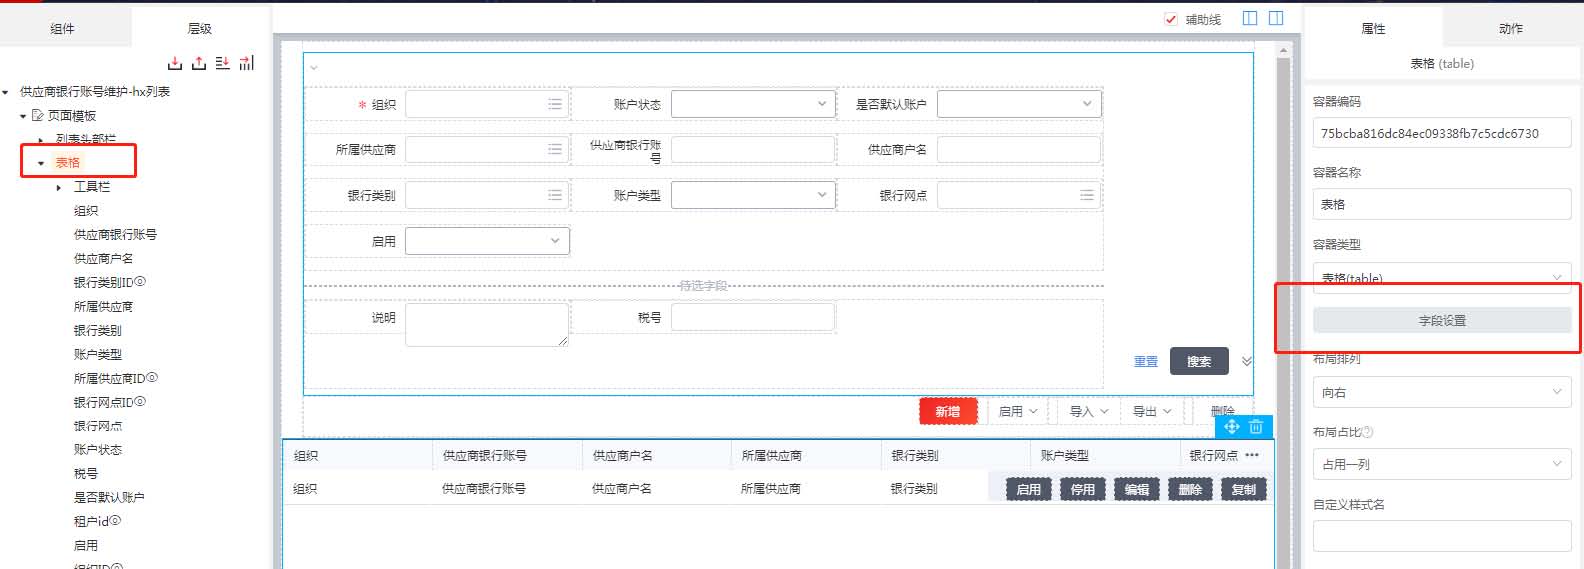 组件
层级
供应商银行账号维护-hx列表
页面模板
列表头部栏
表格
工具栏
组织
供应商银行账号
供应商户名
银行类别ID
所属供应商
银行类别
账户类型
所属供应商ID
银行网点ID
银行网点
账户状态
税号
是否默认账户
租户id
启用
组织ID
辅助线
* 组织
账户状态
是否默认账户
所属供应商
供应商银行账
号
供应商户名
银行类别
账户类型
银行网点
启用
待选字段
说明
税号
重置 搜索
新增 启用 导入 导出 删除
组织 供应商银行账号 供应商户名 所属供应商 银行类别 账户类型 银行网点 •••
组织 供应商银行账号 供应商户名 所属供应商 银行类别 启用 停用 编辑 删除 复制
属性
动作
表格 (table)
容器编码
75bcba816dc84ec09338fb7c5cdc6730
容器名称
表格
容器类型
表格(table)
字段设置
布局排列
向右
布局占比
占用一列
自定义样式名